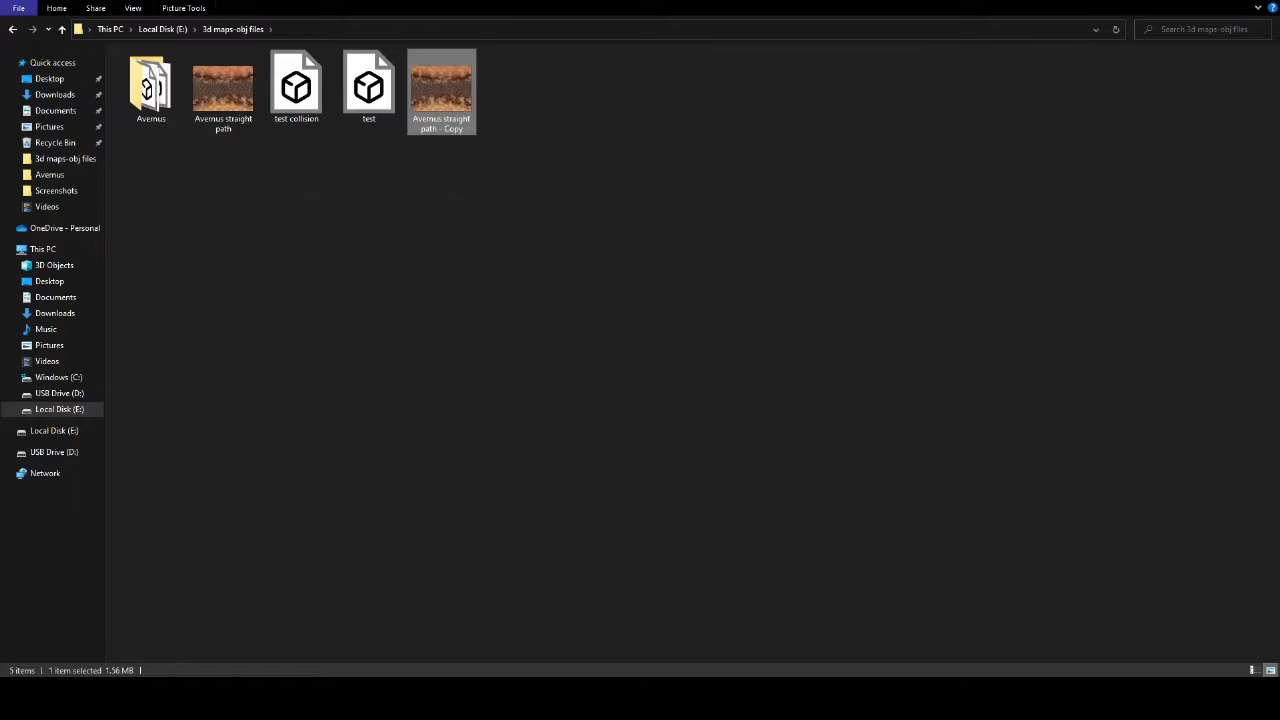 File Home Share View Picture Tools
This PC Local Disk (E:) 3d maps-obj files
Search 3d maps-obj files
Quick access
Desktop
Downloads
Documents
Pictures
Recycle Bin
3d maps-obj files
Avernus
Screenshots
Videos
OneDrive - Personal
This PC
3D Objects
Desktop
Documents
Downloads
Music
Pictures
Videos
Windows (C:)
USB Drive (D:)
Local Disk (E:)
Local Disk (E:)
USB Drive (D:)
Network
Avernus
Avernus straight
path
test collision
test
Avernus straight
path - Copy
5 items 1 item selected 1.56 MB